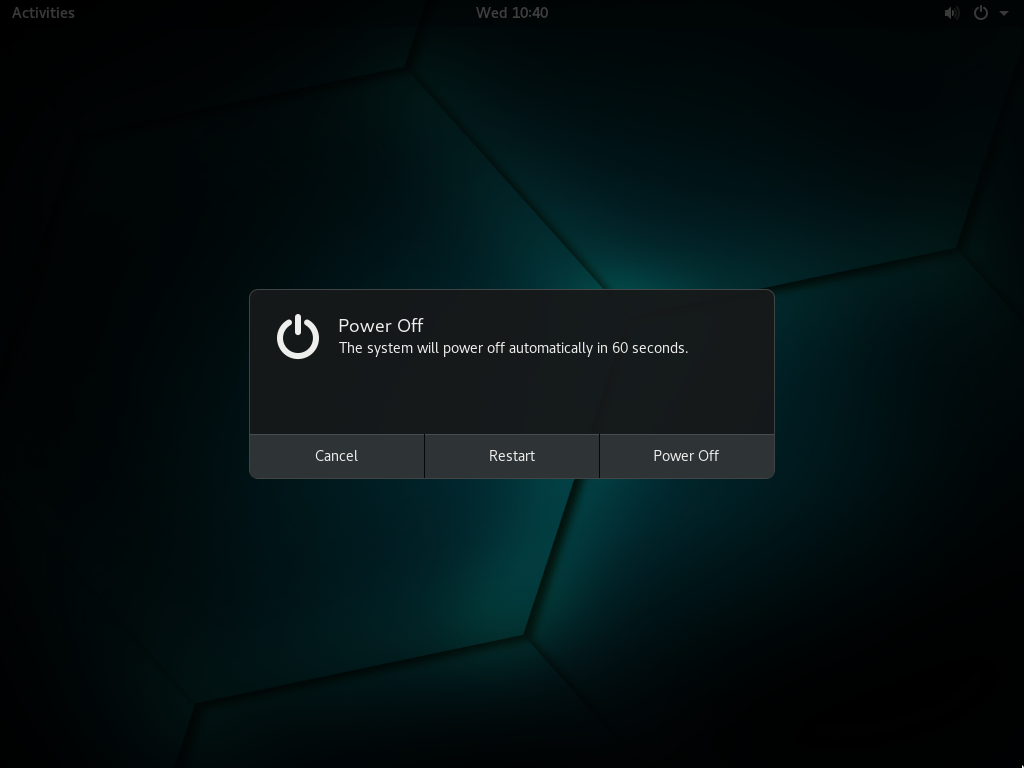 Activities
Wed 10:40
Power Off
The system will power off automatically in 60 seconds.
Cancel
Restart
Power Off